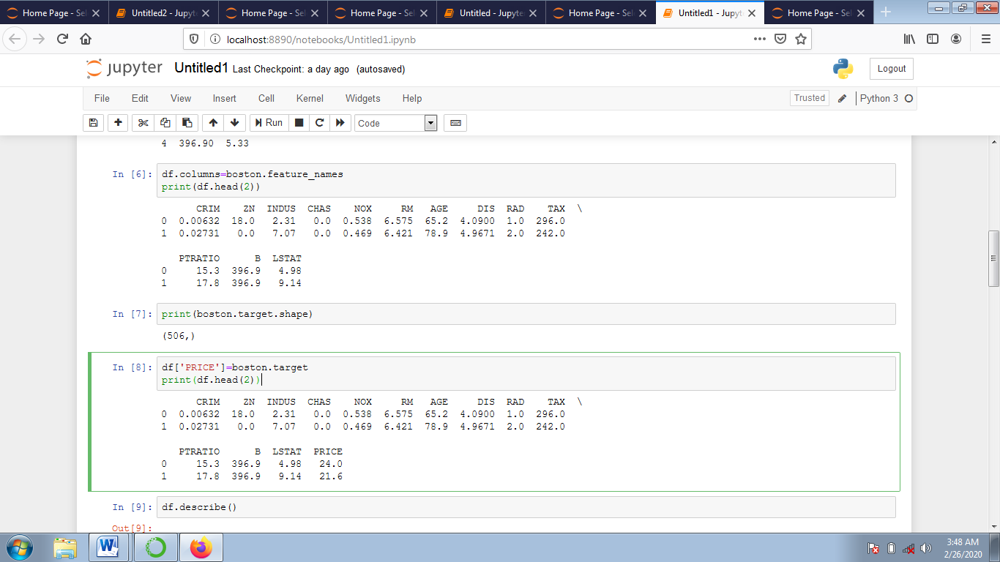 Home Page - Sel
Untitled2 - Jupyte
Home Page - Sel
Home Page - Sel
Untitled - Jupyte
Home Page - Sel
Untitled1 - Jupyte
Home Page - Sel
localhost:8890/notebooks/Untitled1.ipynb
jupyter Untitled1 Last Checkpoint: a day ago (autosaved)
Logout
File Edit View Insert Cell Kernel Widgets Help
Trusted Python 3
Run Code
4 396.90 5.33
In [6]: df.columns=boston.feature_names
print(df.head(2))
CRIM ZN INDUS CHAS NOX RM AGE DIS RAD TAX \
0 0.00632 18.0 2.31 0.0 0.538 6.575 65.2 4.0900 1.0 296.0
1 0.02731 0.0 7.07 0.0 0.469 6.421 78.9 4.9671 2.0 242.0
PTRATIO B LSTAT
0 15.3 396.9 4.98
1 17.8 396.9 9.14
In [7]: print(boston.target.shape)
(506,)
In [8]: df['PRICE']=boston.target
print(df.head(2))
CRIM ZN INDUS CHAS NOX RM AGE DIS RAD TAX \
0 0.00632 18.0 2.31 0.0 0.538 6.575 65.2 4.0900 1.0 296.0
1 0.02731 0.0 7.07 0.0 0.469 6.421 78.9 4.9671 2.0 242.0
PTRATIO B LSTAT PRICE
0 15.3 396.9 4.98 24.0
1 17.8 396.9 9.14 21.6
In [9]: df.describe()
Out[9]:
3:48 AM
2/26/2020